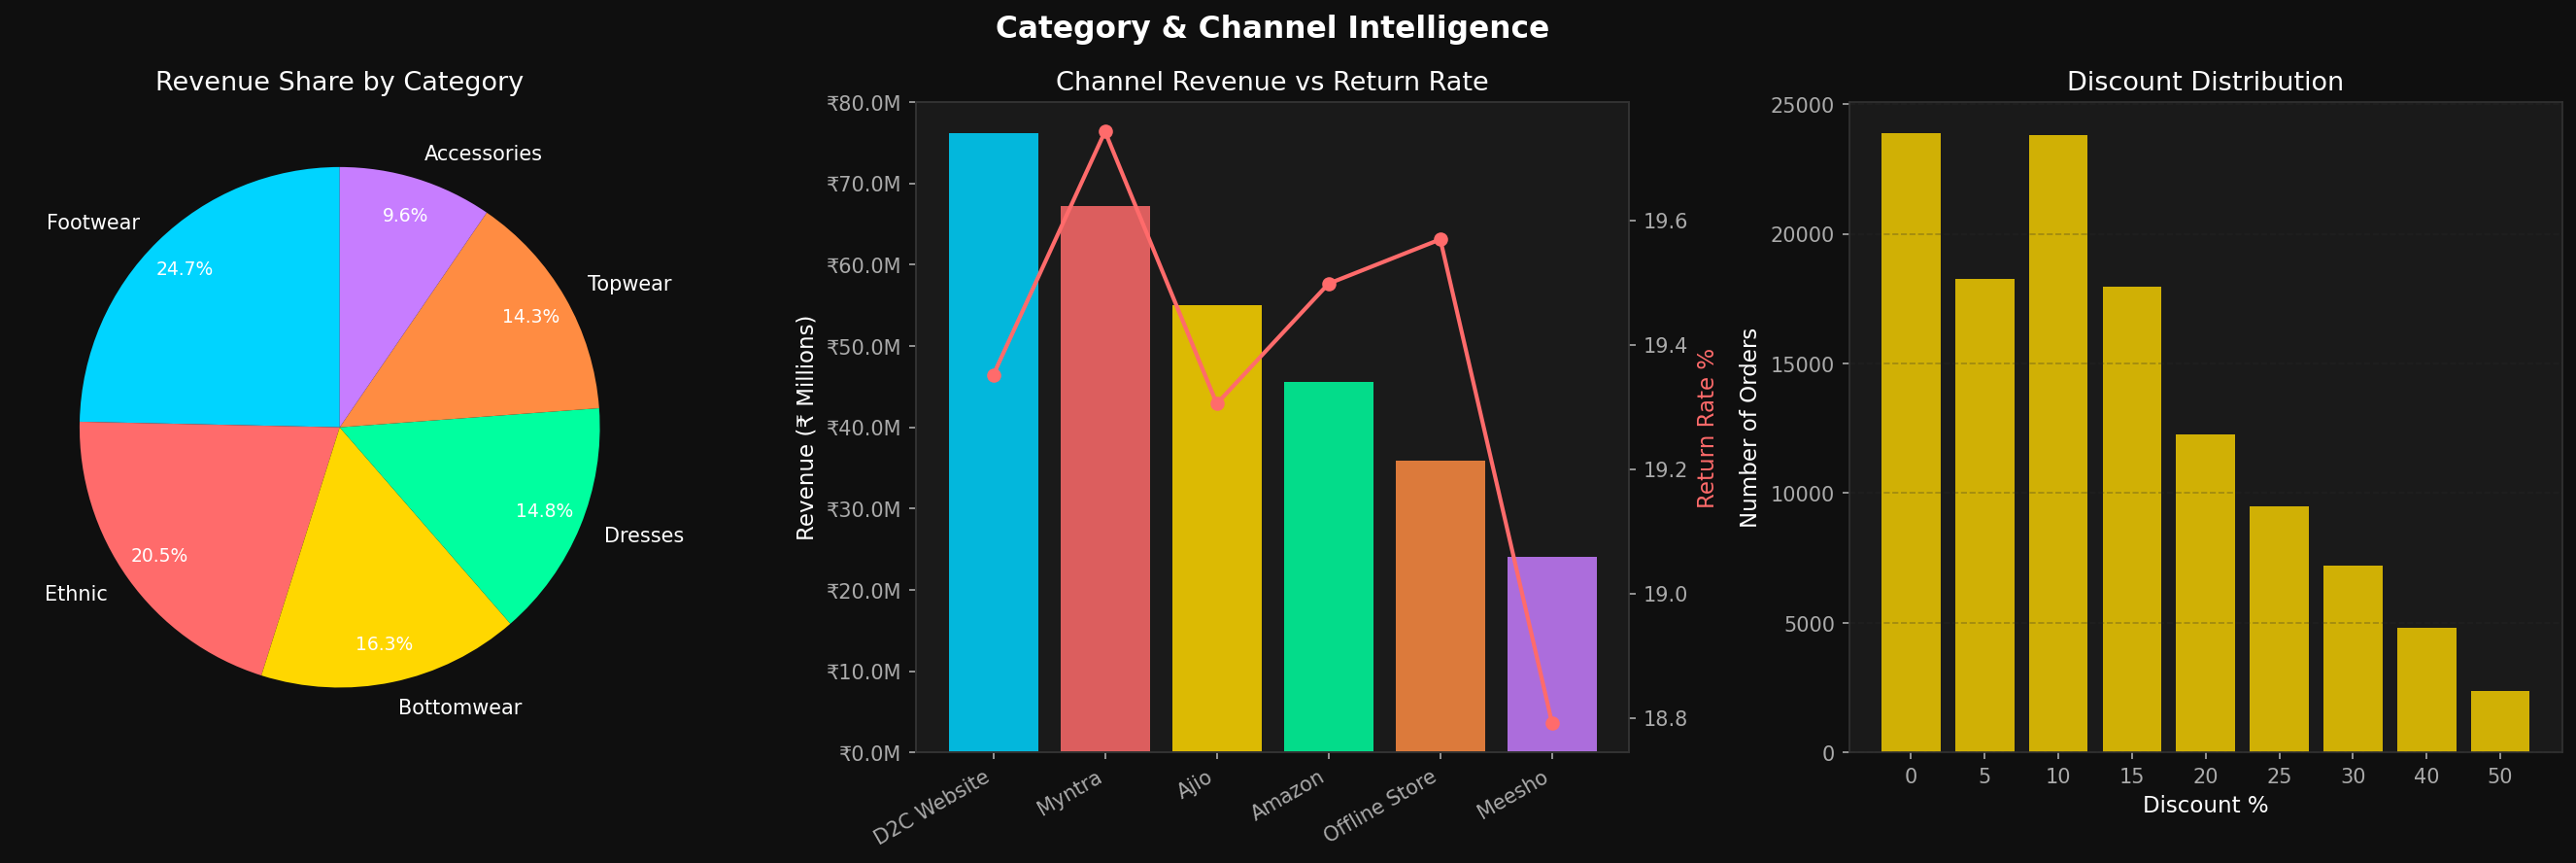 Category & Channel Intelligence
Revenue Share by Category
Accessories
9.6%
Footwear
24.7%
Topwear
14.3%
Dresses
14.8%
Ethnic
20.5%
Bottomwear
16.3%
Channel Revenue vs Return Rate
Revenue (₹ Millions)
₹80.0M
₹70.0M
₹60.0M
₹50.0M
₹40.0M
₹30.0M
₹20.0M
₹10.0M
₹0.0M
D2C Website
Myntra
Ajio
Amazon
Offline Store
Meesho
19.6
19.4
19.2
19.0
18.8
Return Rate %
Discount Distribution
Number of Orders
25000
20000
15000
10000
5000
0
0 5 10 15 20 25 30 40 50
Discount %